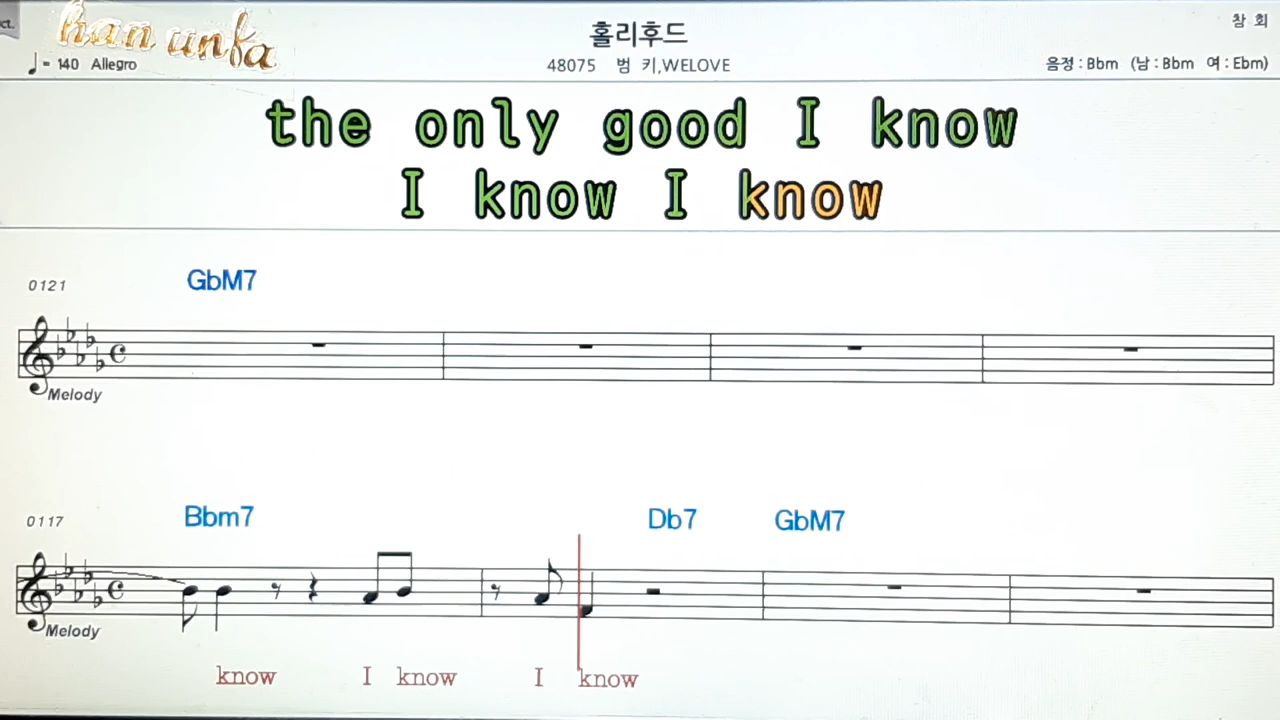 ct.
han unfa
홀리후드
참 회
♩= 140 Allegro
48075 범 키,WELOVE
음정 : Bbm (남 : Bbm 여 : Ebm)
the only good I know
I know I know
0121
GbM7
Melody
0117
Bbm7 Db7 GbM7
Melody
know I know I know